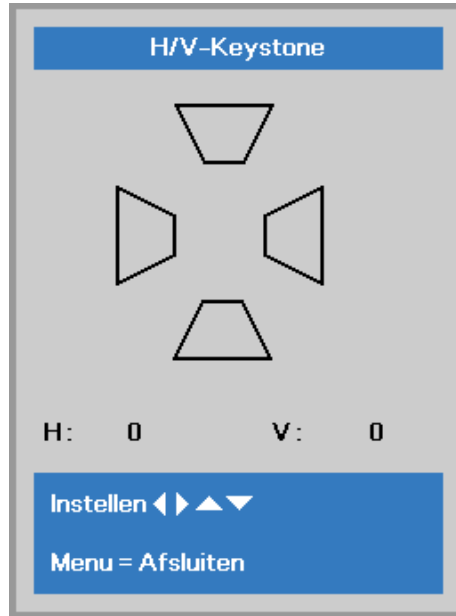 H/V-Keystone
H: 0 V: 0
Instellen ◀ ▶ ▲ ▼
Menu = Afsluiten